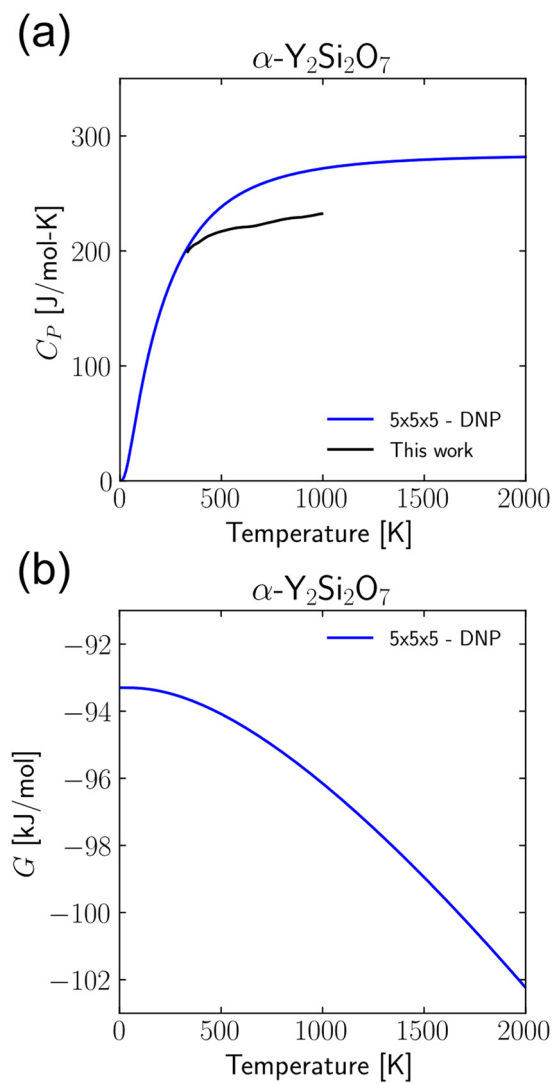 (a)
α-Y₂Si₂O₇
300
200
100
0
C_P [J/mol-K]
5x5x5 - DNP
This work
0 500 1000 1500 2000
Temperature [K]
(b)
α-Y₂Si₂O₇
5x5x5 - DNP
−92
−94
−96
−98
−100
−102
G [kJ/mol]
0 500 1000 1500 2000
Temperature [K]